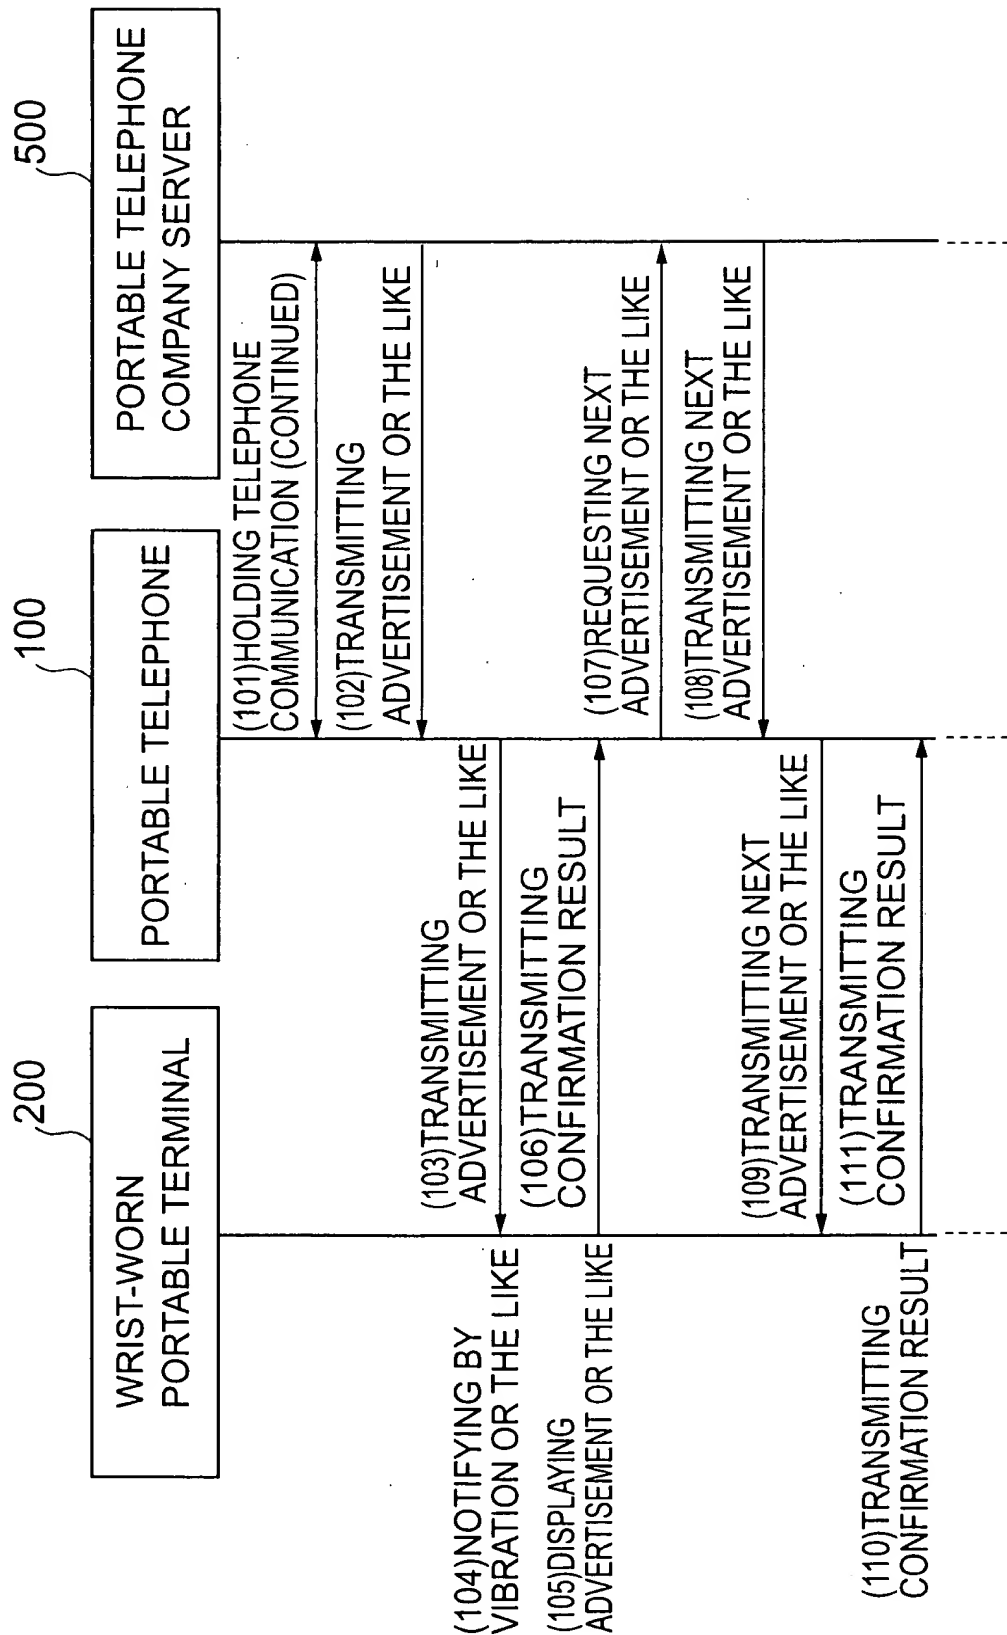 200
WRIST-WORN
PORTABLE TERMINAL
100
PORTABLE TELEPHONE
500
PORTABLE TELEPHONE
COMPANY SERVER
(101)HOLDING TELEPHONE
COMMUNICATION (CONTINUED)
(102)TRANSMITTING
ADVERTISEMENT OR THE LIKE
(103)TRANSMITTING
ADVERTISEMENT OR THE LIKE
(104)NOTIFYING BY
VIBRATION OR THE LIKE
(105)DISPLAYING
ADVERTISEMENT OR THE LIKE
(106)TRANSMITTING
CONFIRMATION RESULT
(107)REQUESTING NEXT
ADVERTISEMENT OR THE LIKE
(108)TRANSMITTING NEXT
ADVERTISEMENT OR THE LIKE
(109)TRANSMITTING NEXT
ADVERTISEMENT OR THE LIKE
(110)TRANSMITTING
CONFIRMATION RESULT
(111)TRANSMITTING
CONFIRMATION RESULT